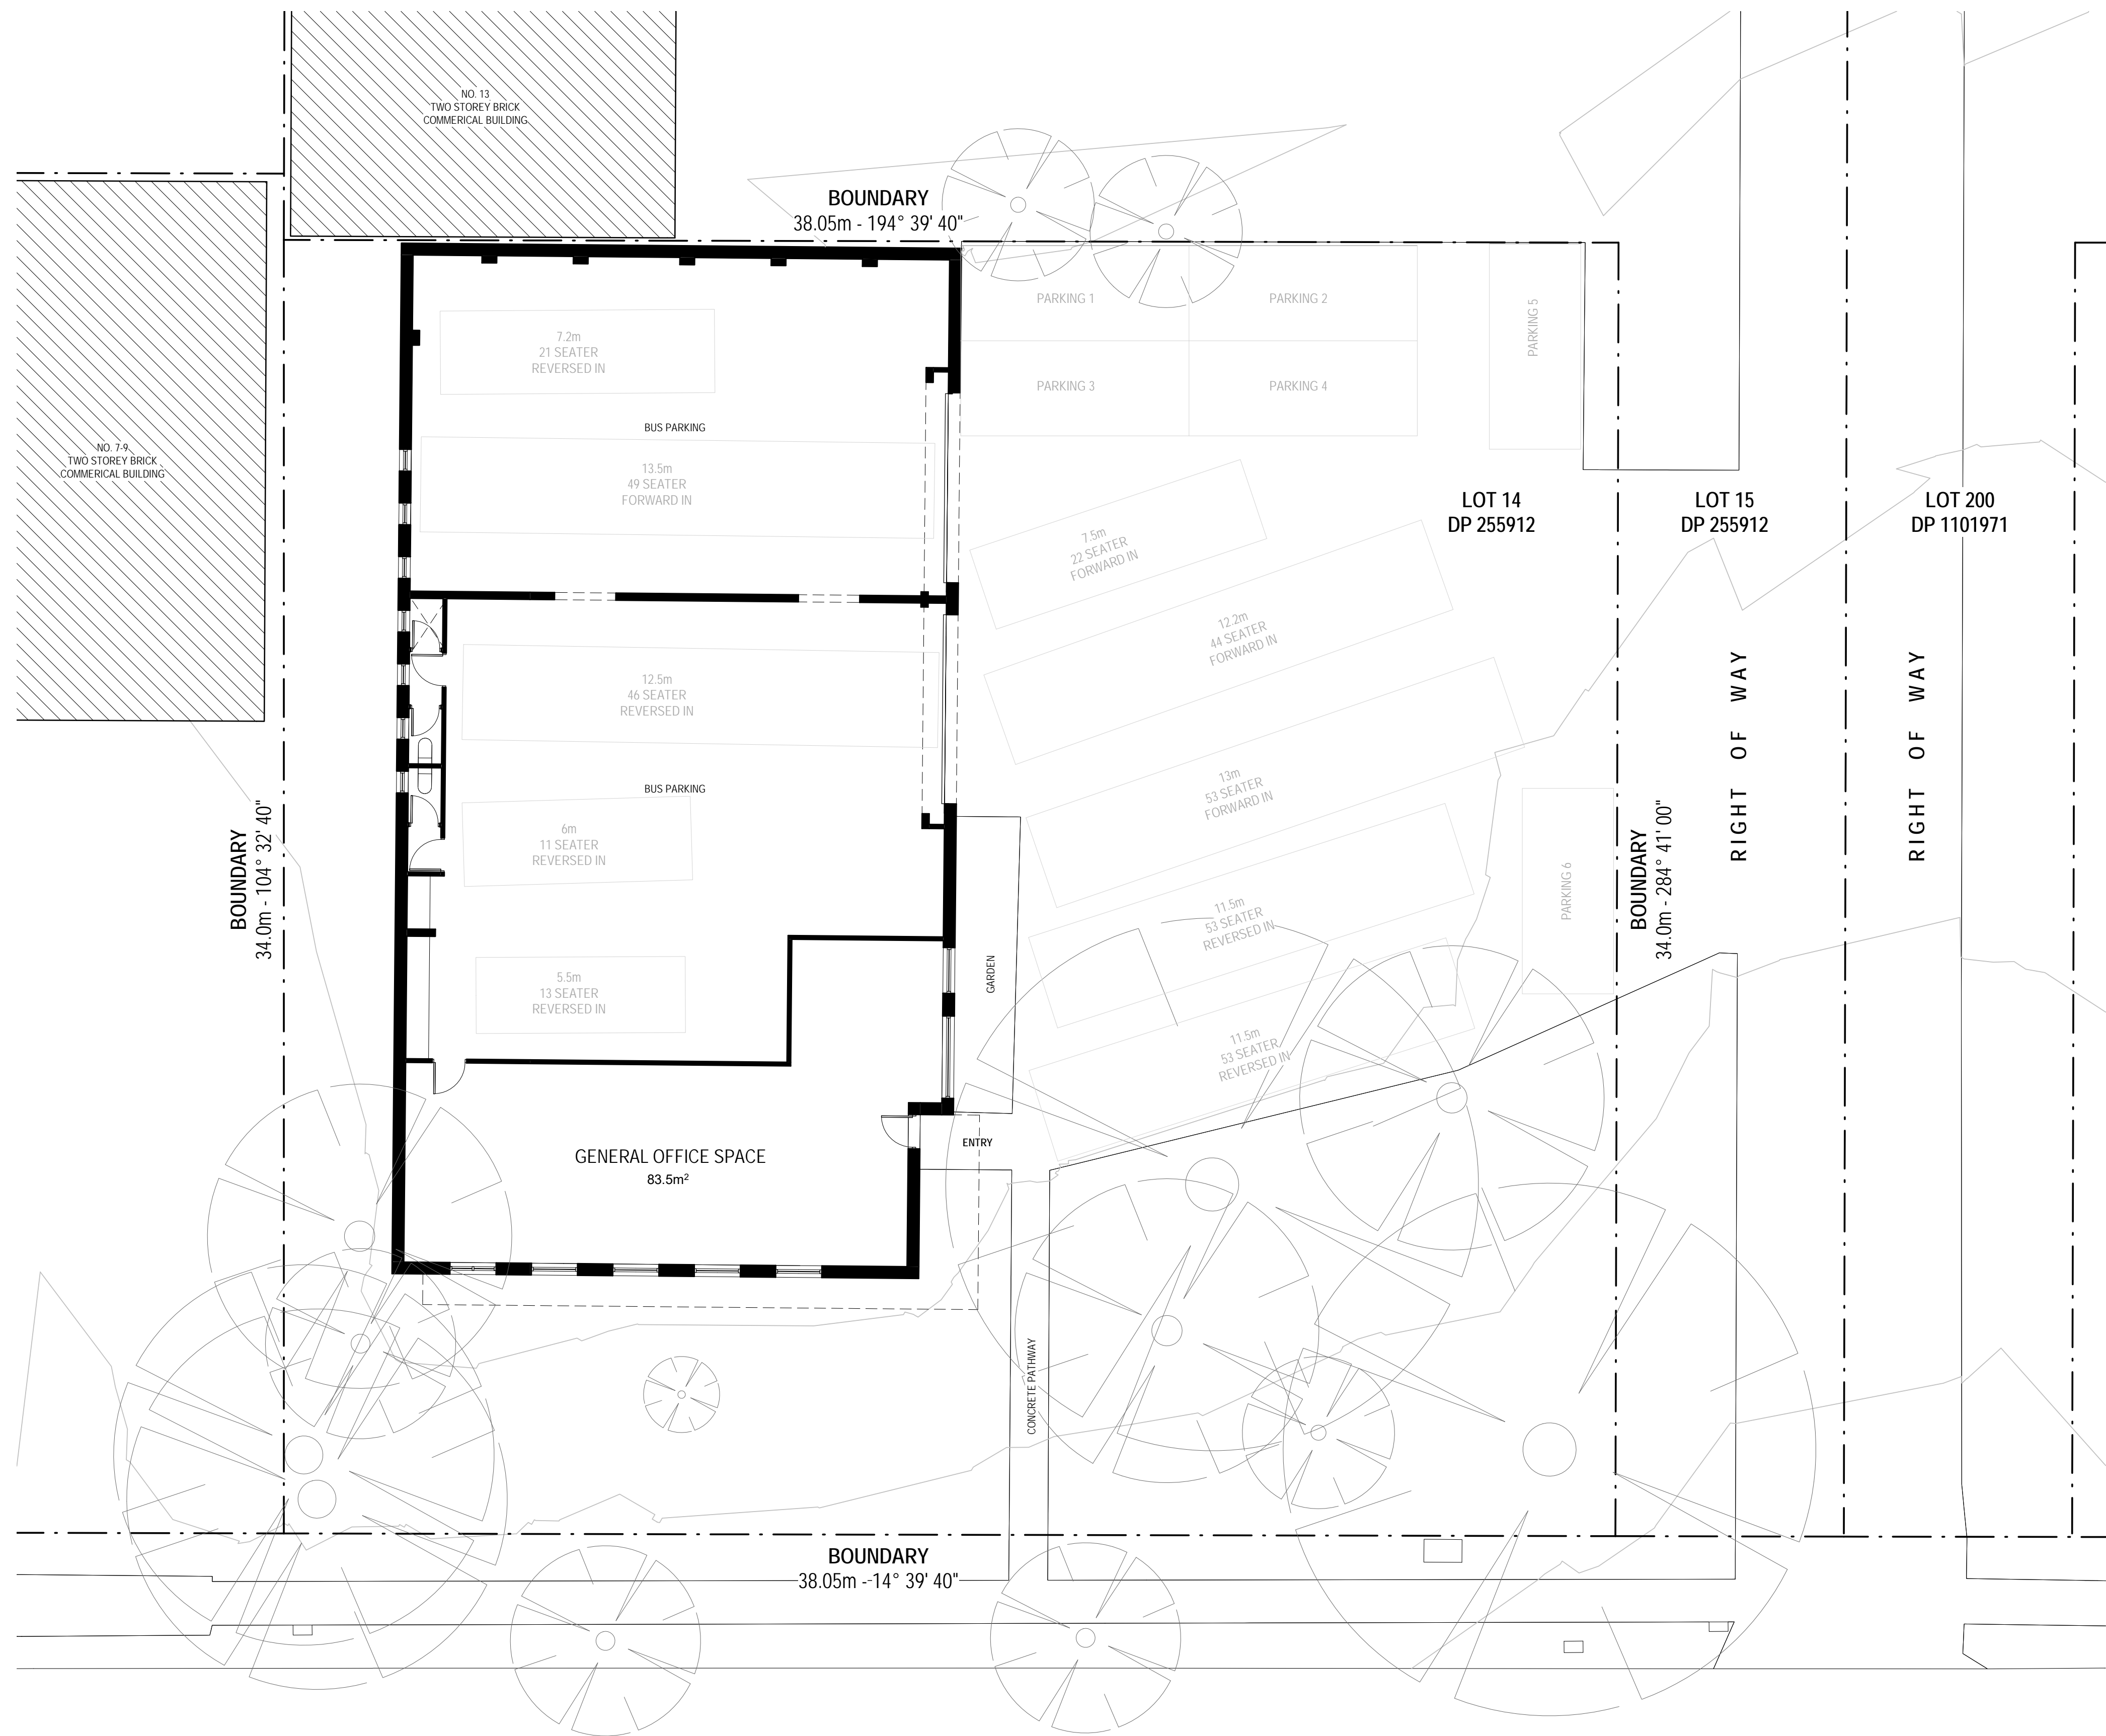 NO. 13
TWO STOREY BRICK
COMMERICAL BUILDING
BOUNDARY
38.05m - 194° 39' 40"
PARKING 1
PARKING 2
PARKING 3
PARKING 4
PARKING 5
7.2m
21 SEATER
REVERSED IN
BUS PARKING
NO. 7-9
TWO STOREY BRICK
COMMERICAL BUILDING
13.5m
49 SEATER
FORWARD IN
LOT 14
DP 255912
LOT 15
DP 255912
LOT 200
DP 1101971
7.5m
22 SEATER
FORWARD IN
12.2m
44 SEATER
FORWARD IN
12.5m
46 SEATER
REVERSED IN
RIGHT OF WAY
RIGHT OF WAY
13m
53 SEATER
FORWARD IN
BUS PARKING
6m
11 SEATER
REVERSED IN
BOUNDARY
34.0m - 104° 32' 40"
BOUNDARY
34.0m - 284° 41' 00"
PARKING 6
11.5m
53 SEATER
REVERSED IN
GARDEN
5.5m
13 SEATER
REVERSED IN
11.5m
53 SEATER
REVERSED IN
ENTRY
GENERAL OFFICE SPACE
83.5m²
CONCRETE PATHWAY
BOUNDARY
38.05m - 14° 39' 40"